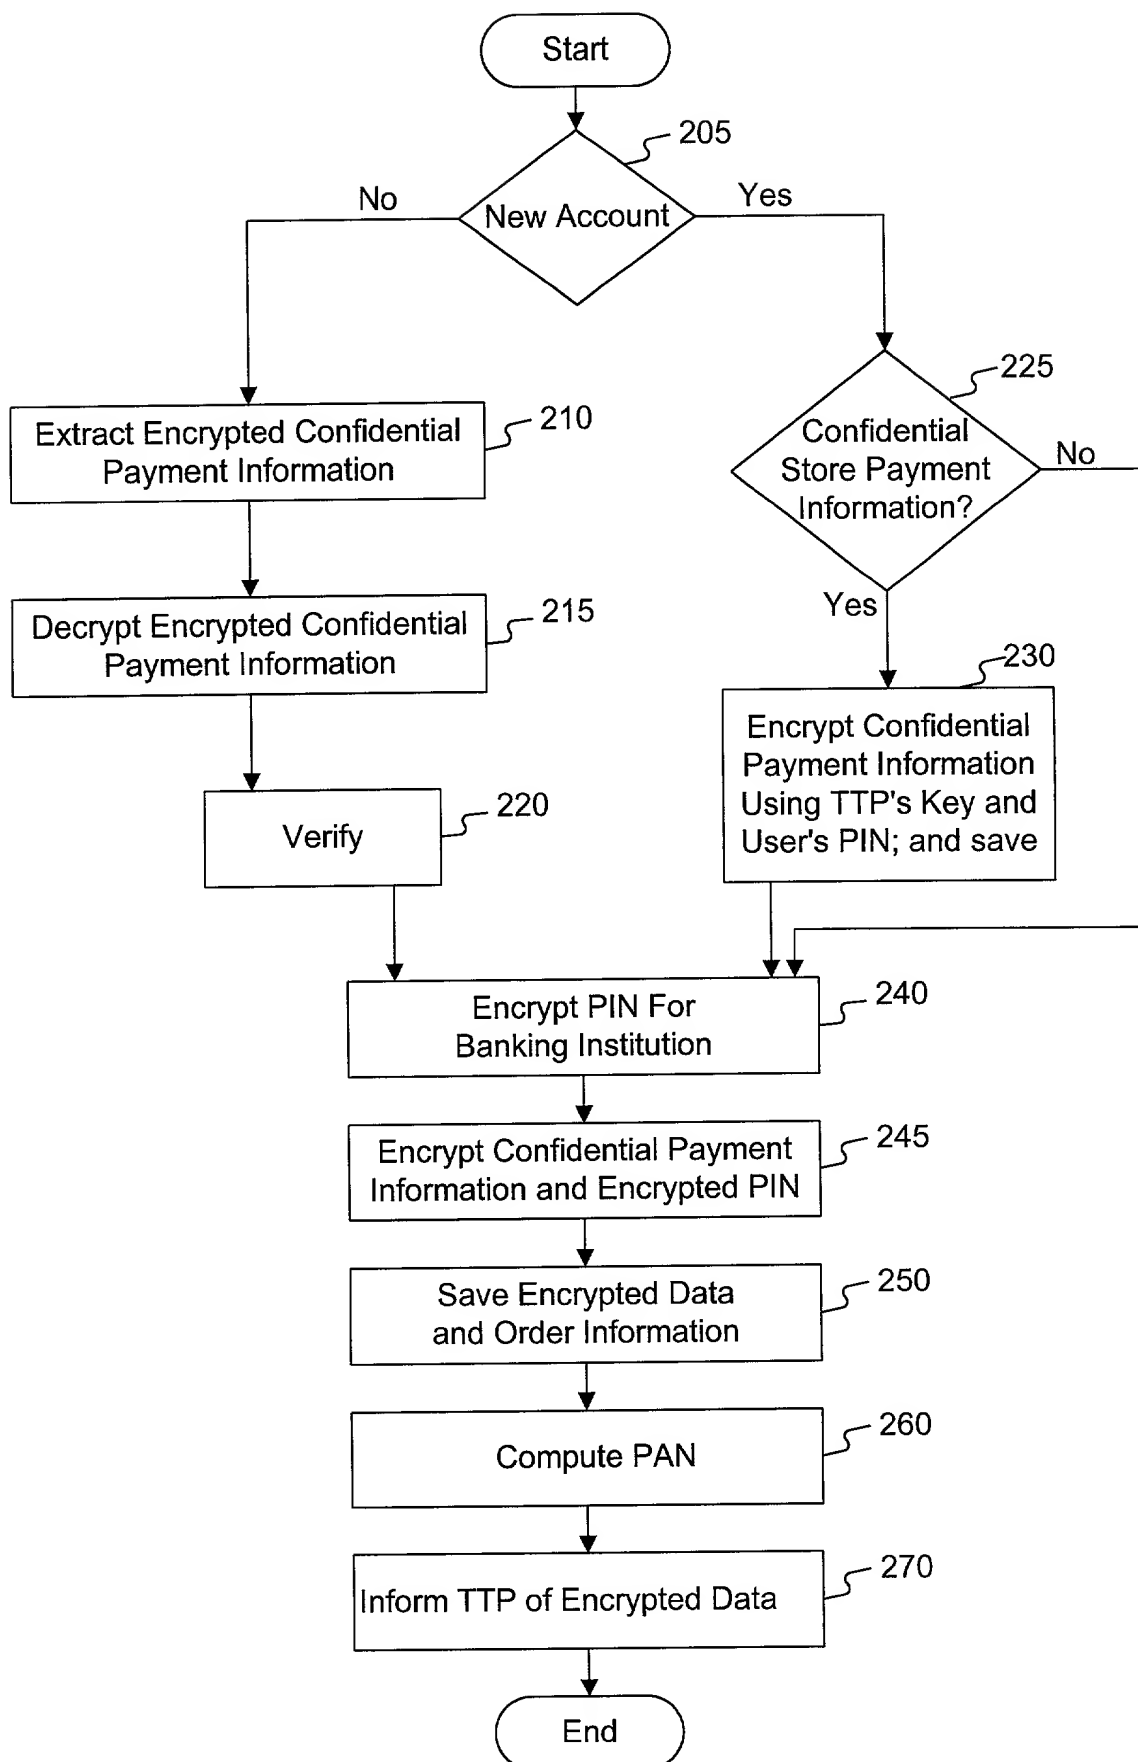 Start
205
No
Yes
New Account
225
Confidential
Store Payment
Information?
No
Yes
210
Extract Encrypted Confidential
Payment Information
215
Decrypt Encrypted Confidential
Payment Information
230
Encrypt Confidential
Payment Information
Using TTP's Key and
User's PIN; and save
220
Verify
240
Encrypt PIN For
Banking Institution
245
Encrypt Confidential Payment
Information and Encrypted PIN
250
Save Encrypted Data
and Order Information
260
Compute PAN
270
Inform TTP of Encrypted Data
End